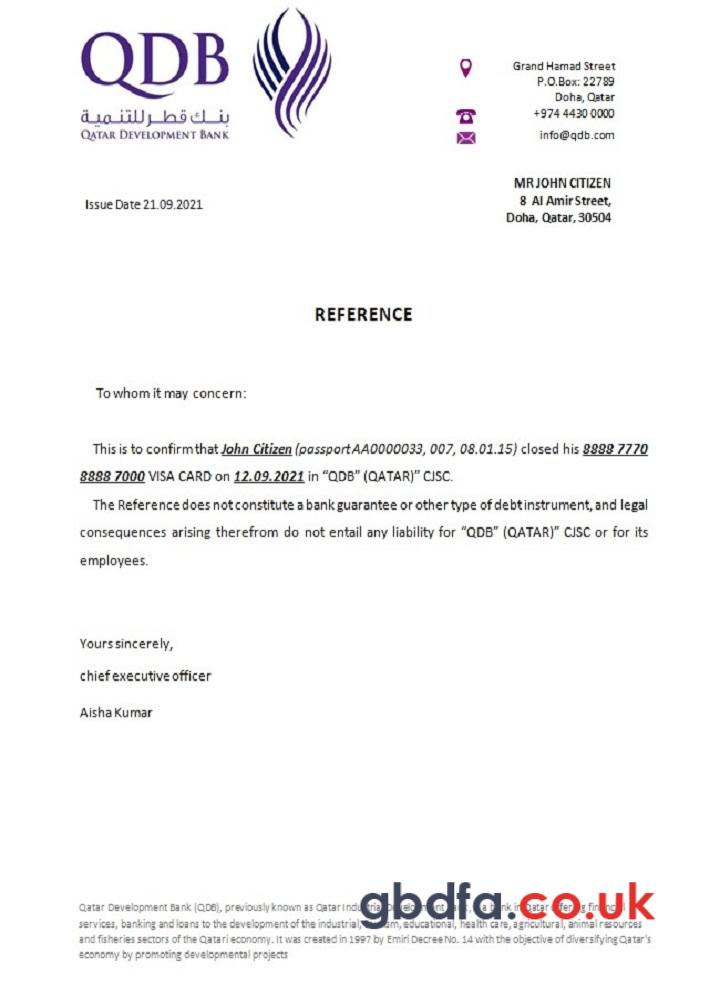 QDB
بنك قطر للتنمية
QATAR DEVELOPMENT BANK
Grand Hamad Street
P.O.Box: 22789
Doha, Qatar
+974 4430 0000
info@qdb.com
MR JOHN CITIZEN
8 Al Amir Street,
Doha, Qatar, 30504
Issue Date 21.09.2021
REFERENCE
To whom it may concern:
This is to confirm that John Citizen (passport AA0000033, 007, 08.01.15) closed his 8888 7770
8888 7000 VISA CARD on 12.09.2021 in “QDB” (QATAR)” CJSC.
The Reference does not constitute a bank guarantee or other type of debt instrument, and legal
consequences arising therefrom do not entail any liability for “QDB” (QATAR)” CJSC or for its
employees.
Yours sincerely,
chief executive officer
Aisha Kumar
Qatar Development Bank (QDB), previously known as Qatar Industrial Development Bank, is a bank in Qatar offering financial
services, banking and loans to the development of the industrial, tourism, educational, health care, agricultural, animal resources
and fisheries sectors of the Qatari economy. It was created in 1997 by Emiri Decree No. 14 with the objective of diversifying Qatar's
economy by promoting developmental projects
gbdfa.co.uk